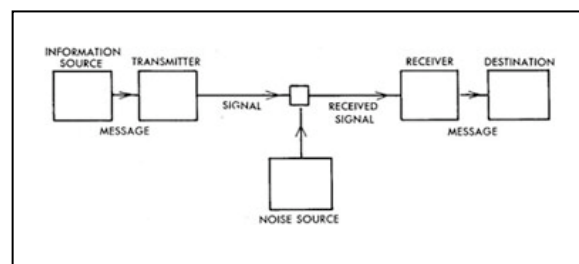 INFORMATION
SOURCE
TRANSMITTER
RECEIVER
DESTINATION
SIGNAL
RECEIVED
SIGNAL
MESSAGE
MESSAGE
NOISE SOURCE